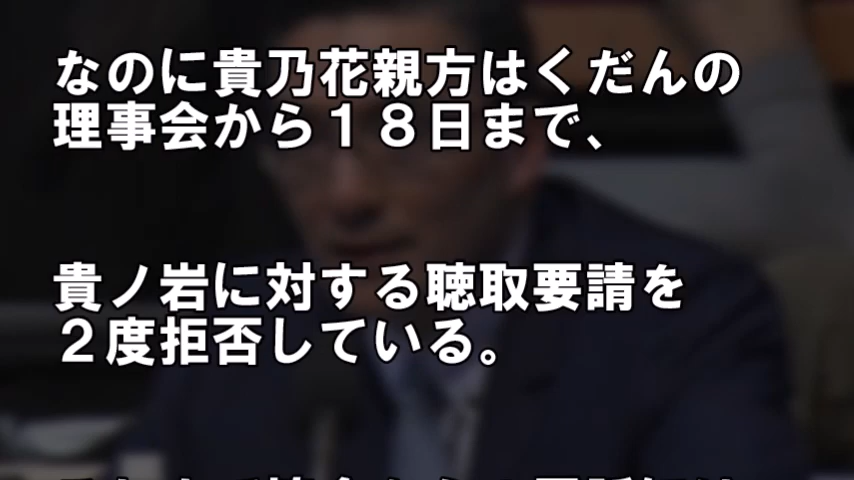 なのに貴乃花親方はくだんの
理事会から１８日まで、
貴ノ岩に対する聴取要請を
２度拒否している。